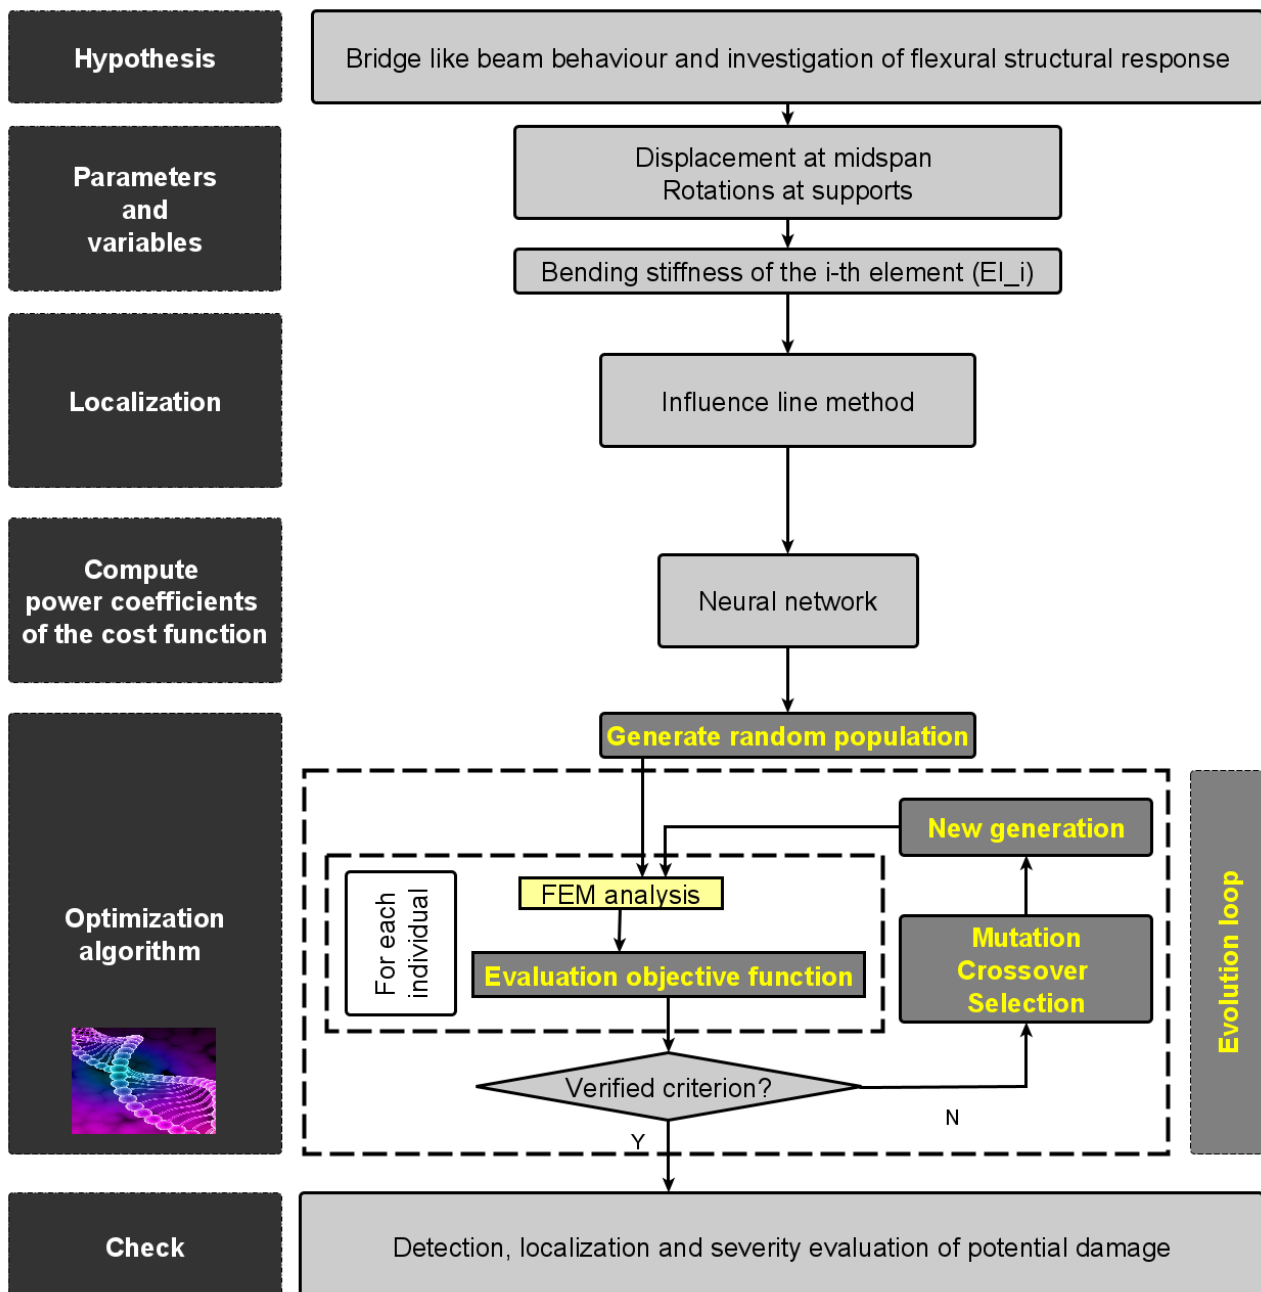 Hypothesis
Bridge like beam behaviour and investigation of flexural structural response
Parameters
and
variables
Displacement at midspan
Rotations at supports
Bending stiffness of the i-th element (EI_i)
Localization
Influence line method
Compute
power coefficients
of the cost function
Neural network
Optimization
algorithm
Generate random population
New generation
For each
individual
FEM analysis
Evaluation objective function
Mutation
Crossover
Selection
Verified criterion?
N
Y
Evolution loop
Check
Detection, localization and severity evaluation of potential damage